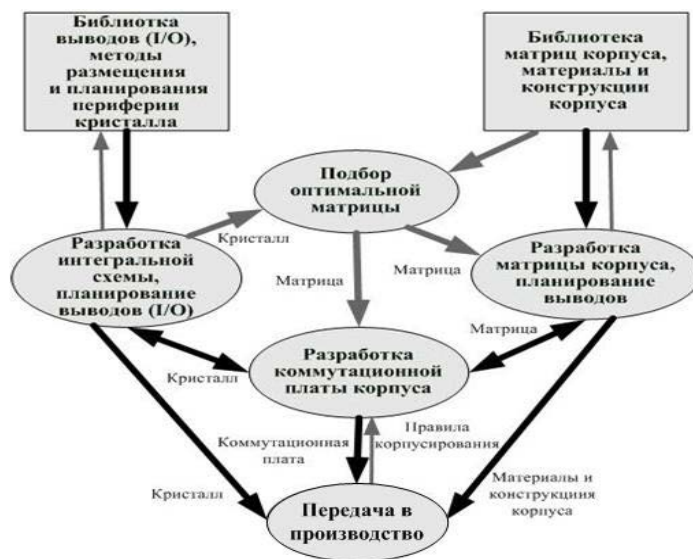 Библиотка
выводов (I/O),
методы
размещения
и планирования
периферии
кристалла
Библиотека
матриц корпуса,
материалы и
конструкции
корпуса
Подбор
оптимальной
матрицы
Кристалл
Разработка
интегральной
схемы,
планирование
выводов (I/O)
Матрица
Матрица
Разработка
матрицы корпуса,
планирование
выводов
Кристалл
Разработка
коммутационной
платы корпуса
Матрица
Коммутационная
плата
Правила
корпусирования
Кристалл
Материалы и
конструкциия
корпуса
Передача в
производство